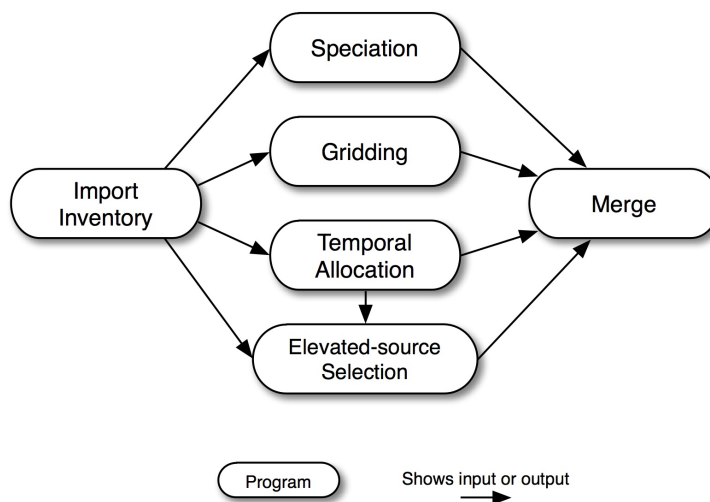 Speciation
Gridding
Import
Inventory
Merge
Temporal
Allocation
Elevated-source
Selection
Program
Shows input or output